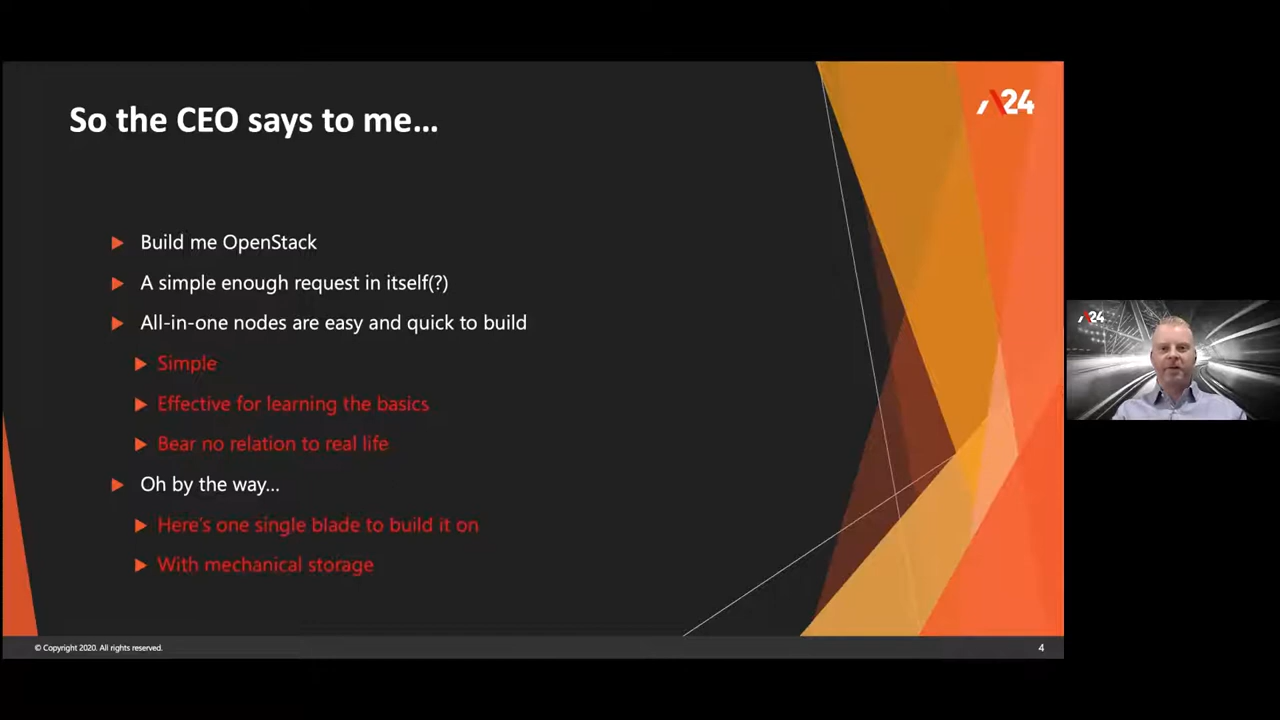 So the CEO says to me…
Λ24
Build me OpenStack
A simple enough request in itself(?)
All-in-one nodes are easy and quick to build
Simple
Effective for learning the basics
Bear no relation to real life
Oh by the way…
Here's one single blade to build it on
With mechanical storage
Λ24
© Copyright 2020. All rights reserved.
4